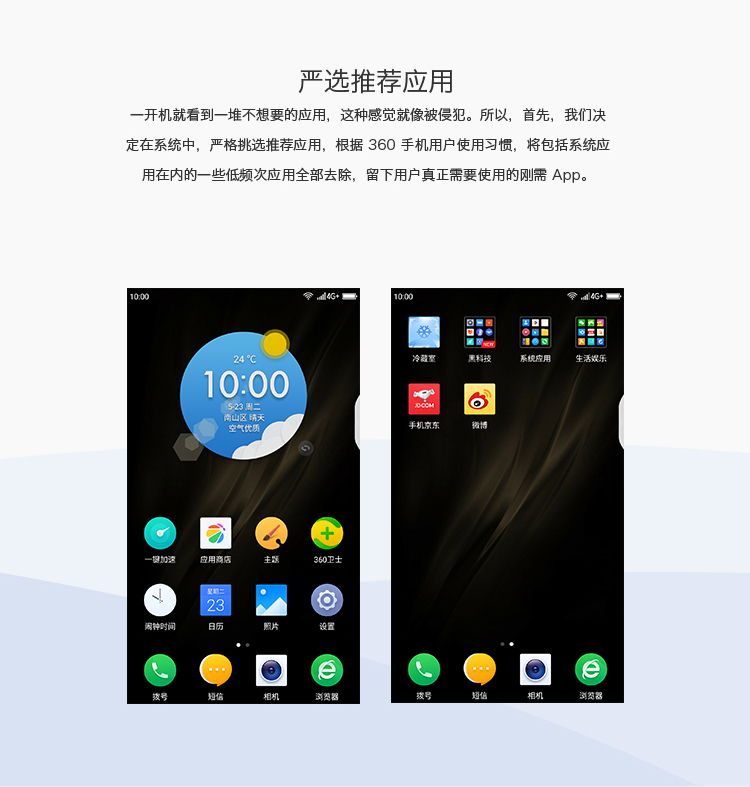 严选推荐应用
一开机就看到一堆不想要的应用，这种感觉就像被侵犯。所以，首先，我们决
定在系统中，严格挑选推荐应用，根据 360 手机用户使用习惯，将包括系统应
用在内的一些低频次应用全部去除，留下用户真正需要使用的刚需 App。
10:00 4G+
24 ℃
10:00
5-23 周二
南山区 晴天
空气优质
一键加速 应用商店 主题 360卫士
星期二
23
闹钟时间 日历 照片 设置
拨号 短信 相机 浏览器
10:00 4G+
NEW
冷藏室 黑科技 系统应用 生活娱乐
JD.COM
手机京东 微博
拨号 短信 相机 浏览器